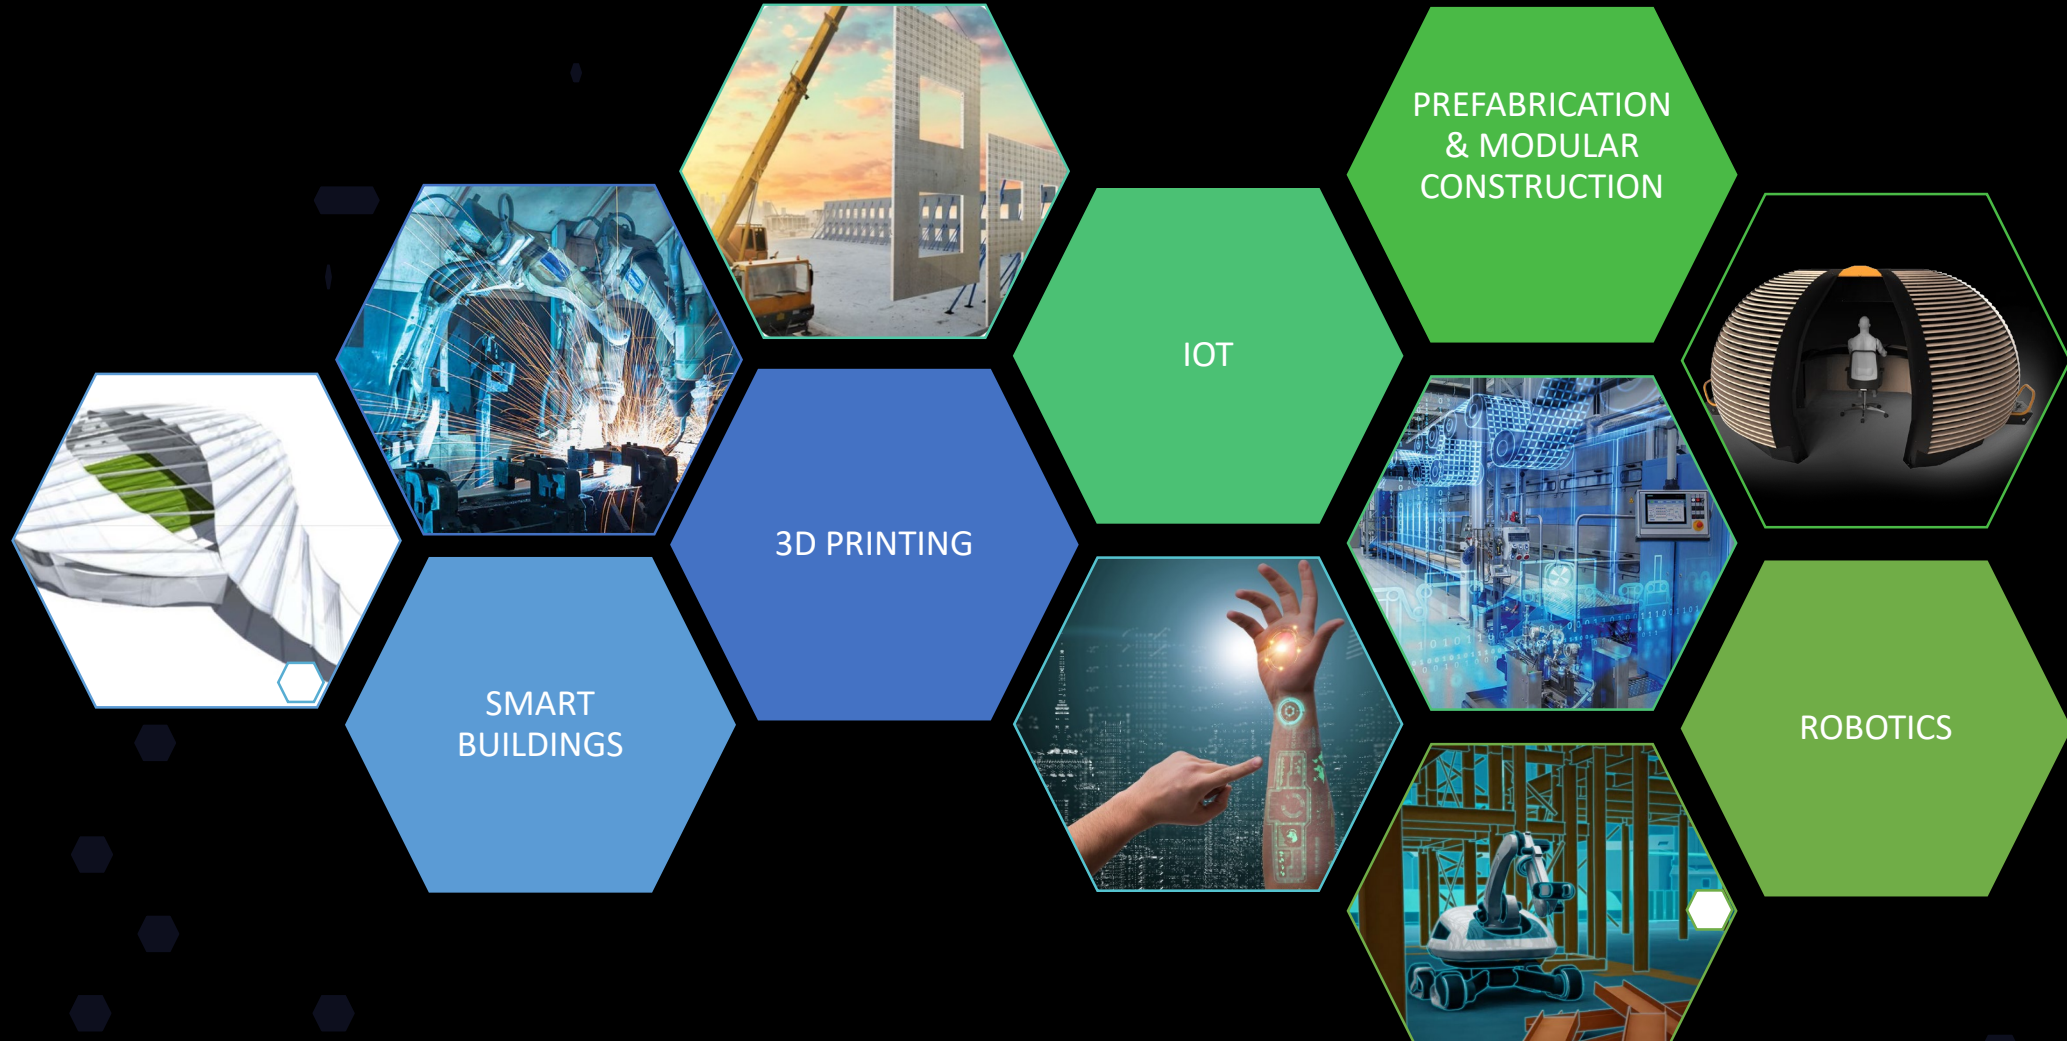 PREFABRICATION
& MODULAR
CONSTRUCTION
IOT
3D PRINTING
SMART
BUILDINGS
ROBOTICS